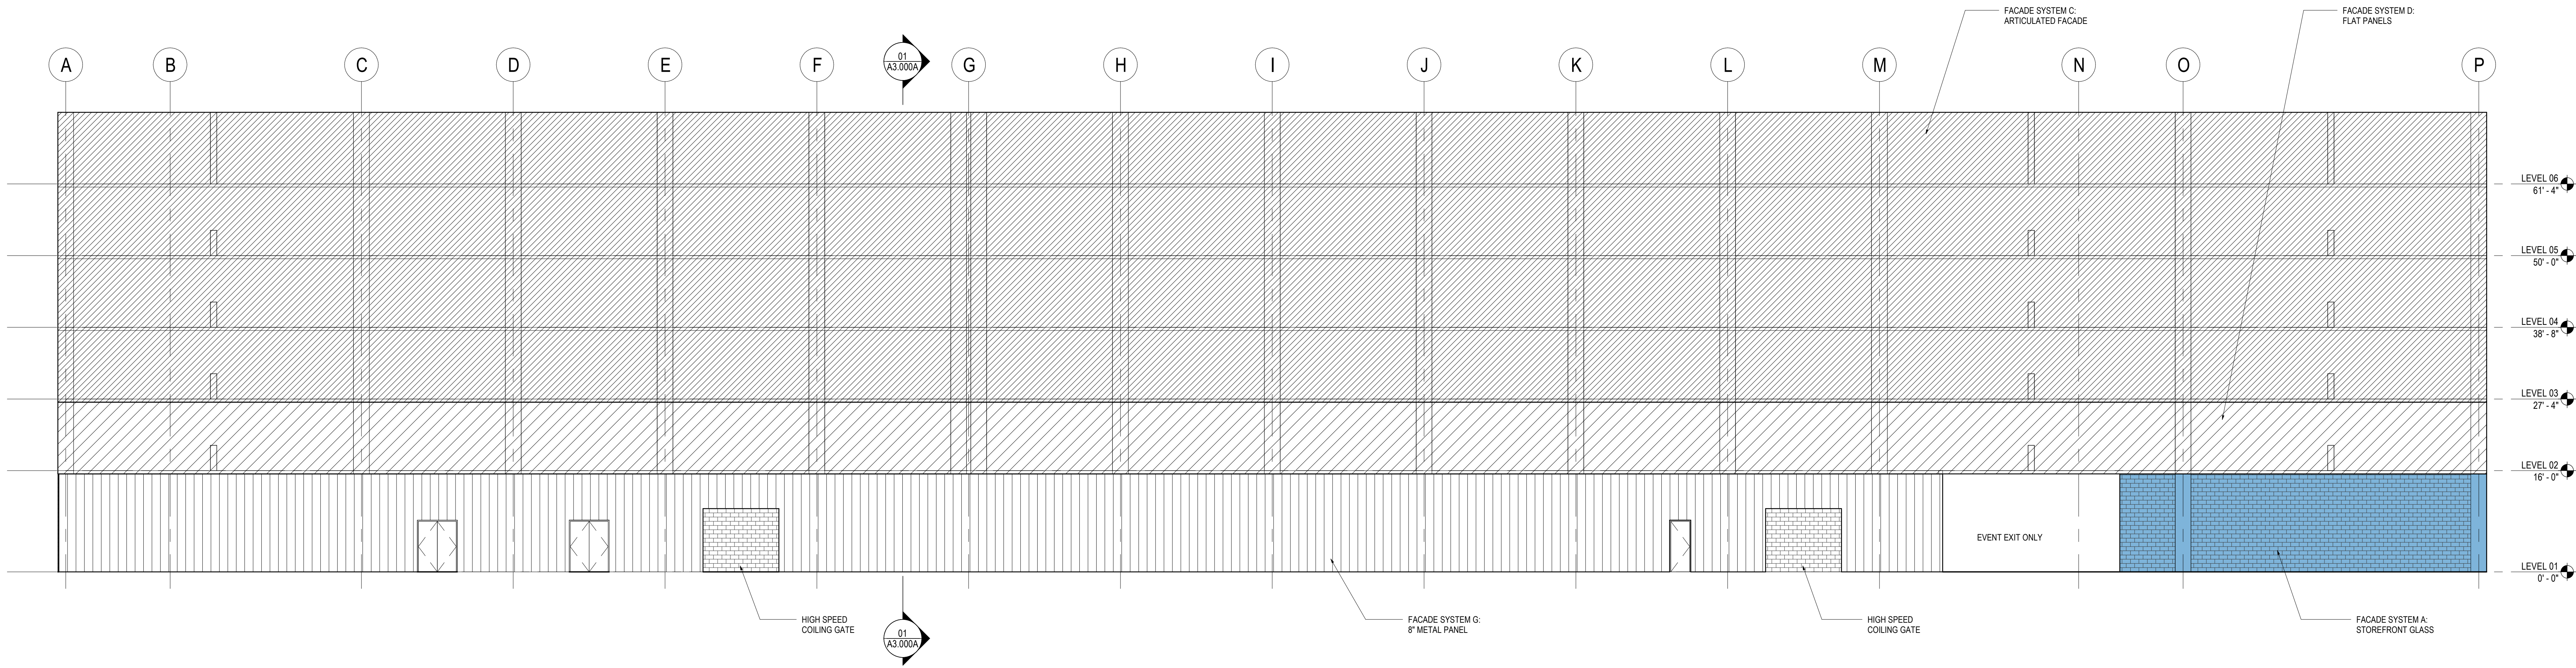 FACADE SYSTEM C:
ARTICULATED FACADE
FACADE SYSTEM D:
FLAT PANELS
A
B
C
D
E
F
01
A3.000A
G
H
I
J
K
L
M
N
O
P
LEVEL 06
61' - 4"
LEVEL 05
50' - 0"
LEVEL 04
38' - 8"
LEVEL 03
27' - 4"
LEVEL 02
16' - 0"
EVENT EXIT ONLY
LEVEL 01
0' - 0"
HIGH SPEED
COILING GATE
01
A3.000A
FACADE SYSTEM G:
8" METAL PANEL
HIGH SPEED
COILING GATE
FACADE SYSTEM A:
STOREFRONT GLASS